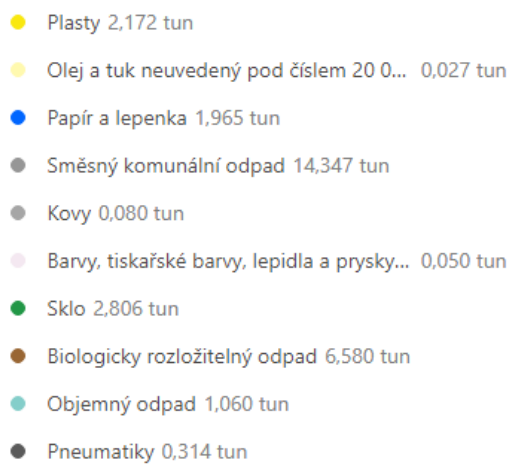 Plasty 2,172 tun
Olej a tuk neuvedený pod číslem 20 0... 0,027 tun
Papír a lepenka 1,965 tun
Směsný komunální odpad 14,347 tun
Kovy 0,080 tun
Barvy, tiskařské barvy, lepidla a prysky... 0,050 tun
Sklo 2,806 tun
Biologicky rozložitelný odpad 6,580 tun
Objemný odpad 1,060 tun
Pneumatiky 0,314 tun